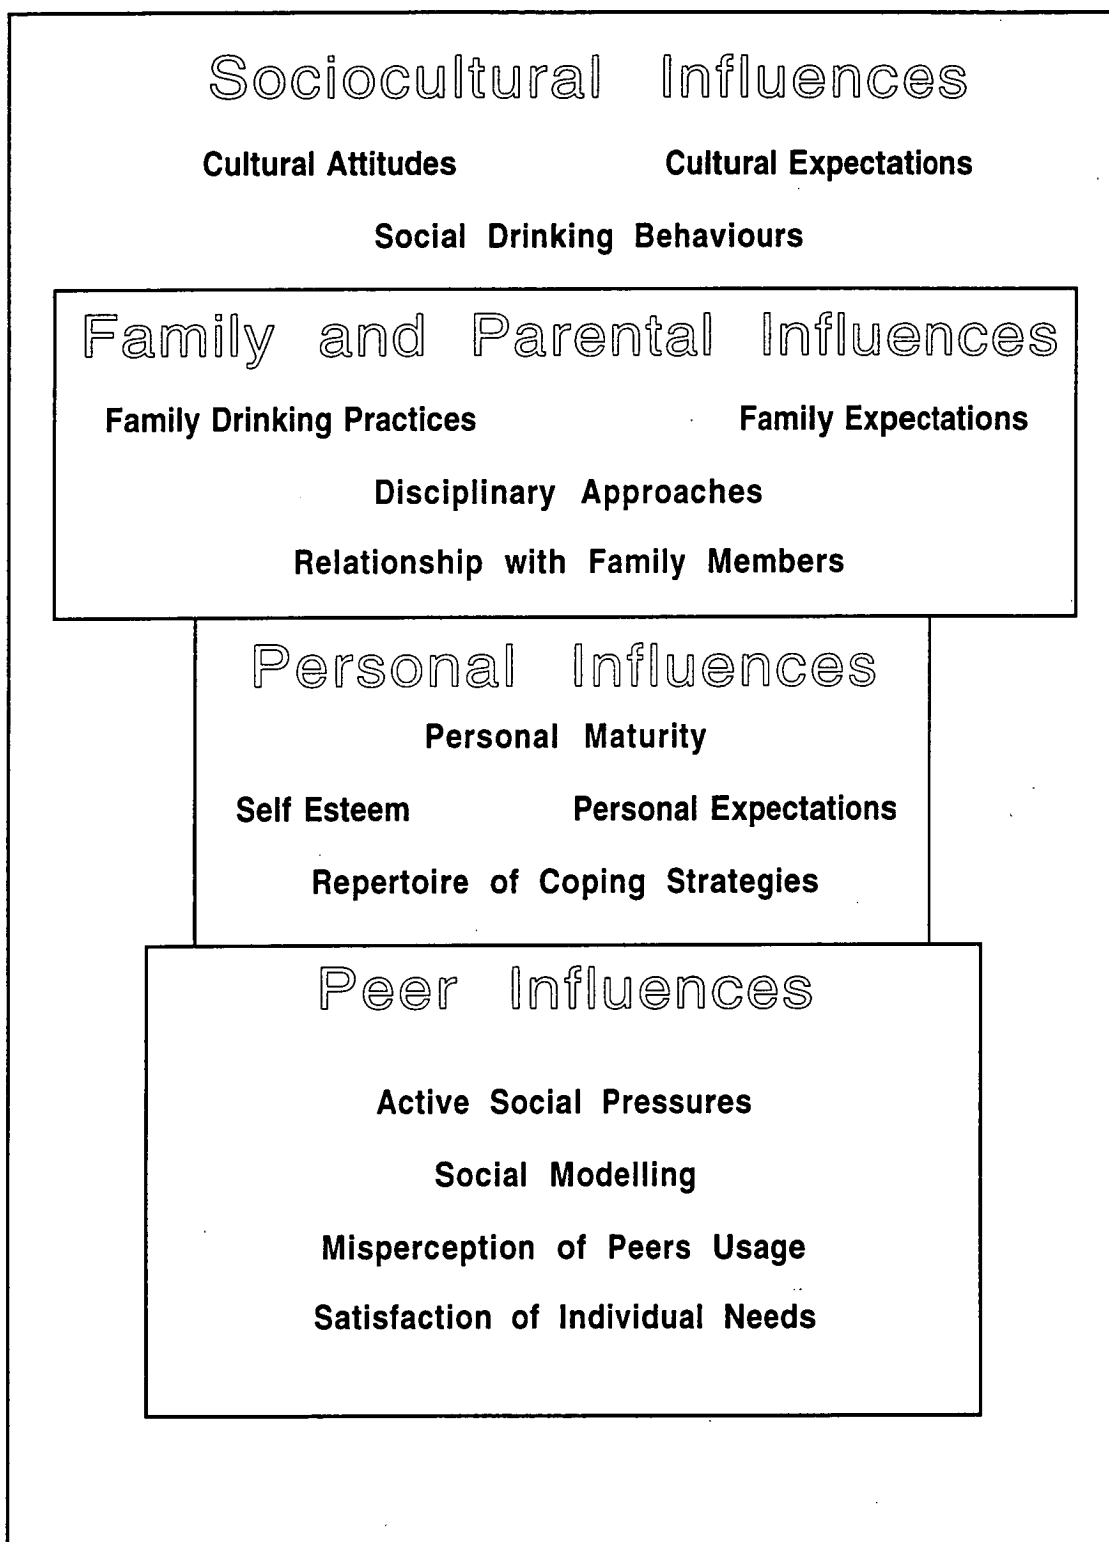 Sociocultural Influences
Cultural Attitudes Cultural Expectations
Social Drinking Behaviours
Family and Parental Influences
Family Drinking Practices Family Expectations
Disciplinary Approaches
Relationship with Family Members
Personal Influences
Personal Maturity
Self Esteem Personal Expectations
Repertoire of Coping Strategies
Peer Influences
Active Social Pressures
Social Modelling
Misperception of Peers Usage
Satisfaction of Individual Needs